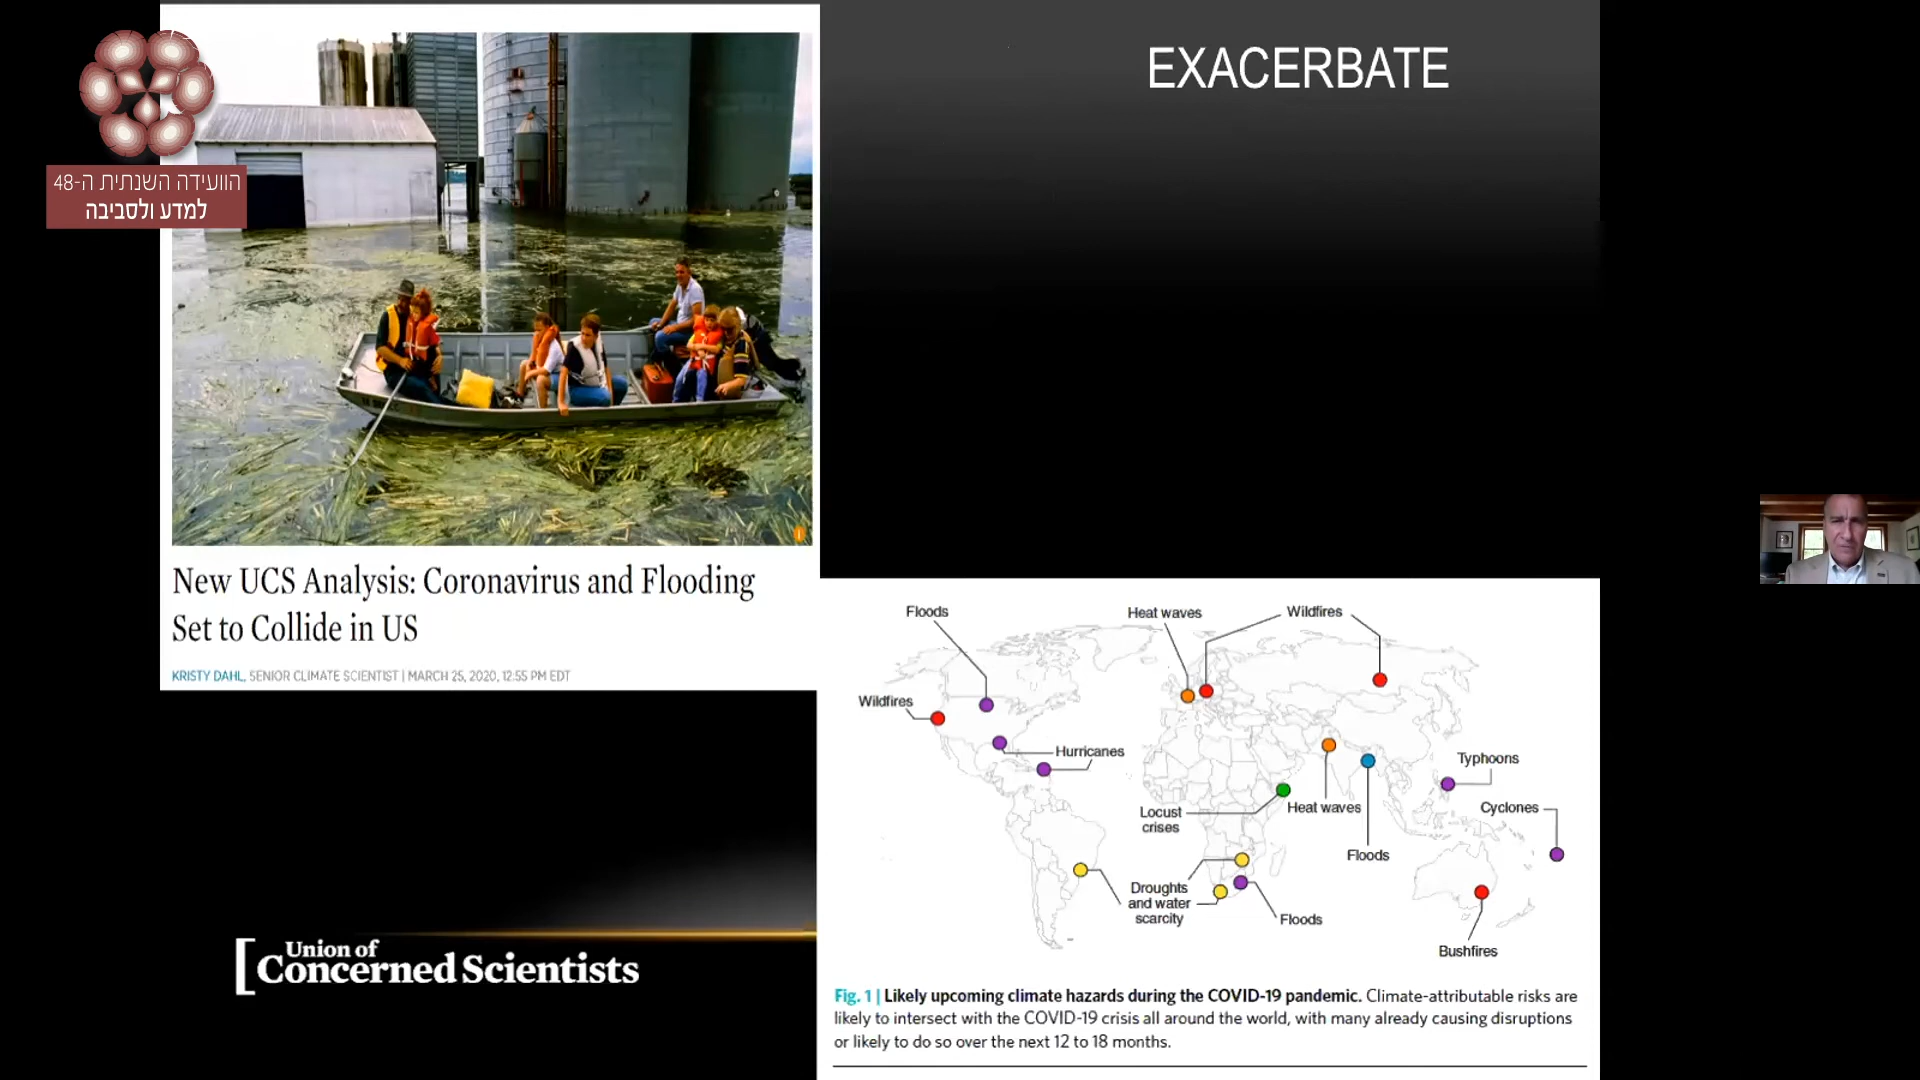 הוועידה השנתית ה-48
למדע ולסביבה
EXACERBATE
New UCS Analysis: Coronavirus and Flooding
Set to Collide in US
KRISTY DAHL, SENIOR CLIMATE SCIENTIST | MARCH 25, 2020, 12:55 PM EDT
Union of
Concerned Scientists
Floods
Heat waves
Wildfires
Wildfires
Hurricanes
Typhoons
Cyclones
Locust
crises
Heat waves
Floods
Droughts
and water
scarcity
Floods
Bushfires
Fig. 1 | Likely upcoming climate hazards during the COVID-19 pandemic. Climate-attributable risks are
likely to intersect with the COVID-19 crisis all around the world, with many already causing disruptions
or likely to do so over the next 12 to 18 months.